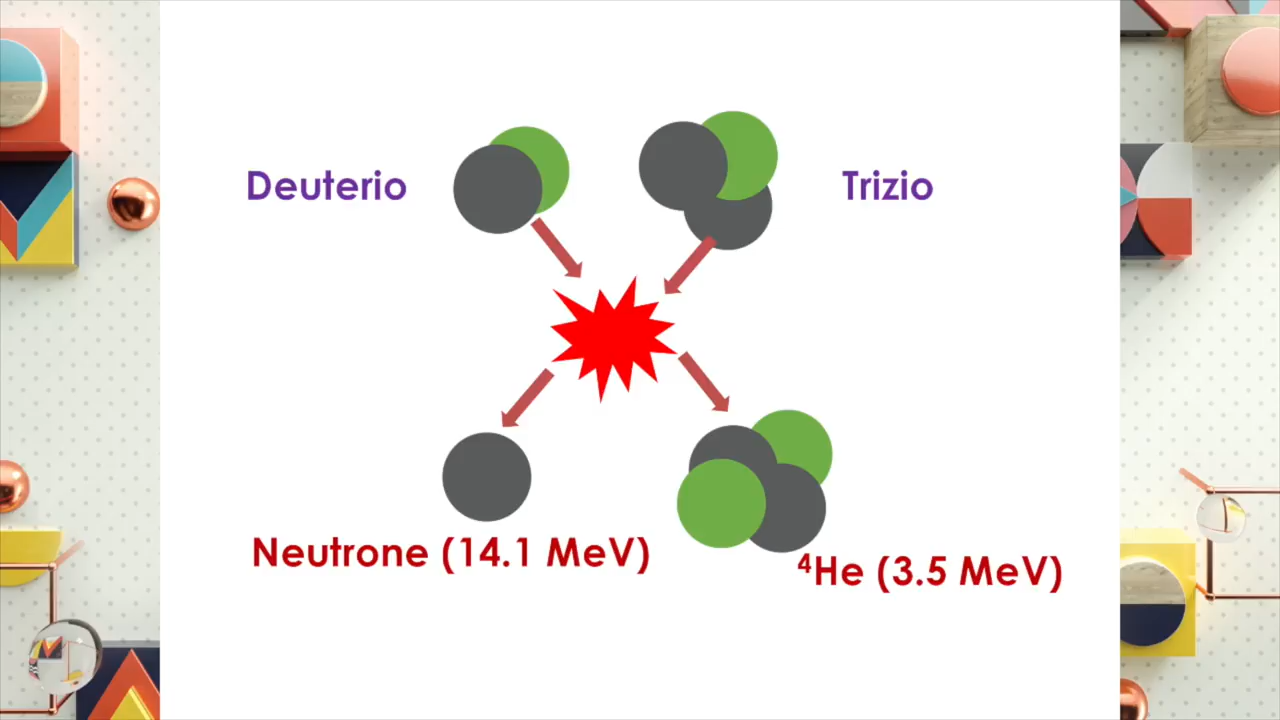 Deuterio
Trizio
Neutrone (14.1 MeV)
⁴He (3.5 MeV)